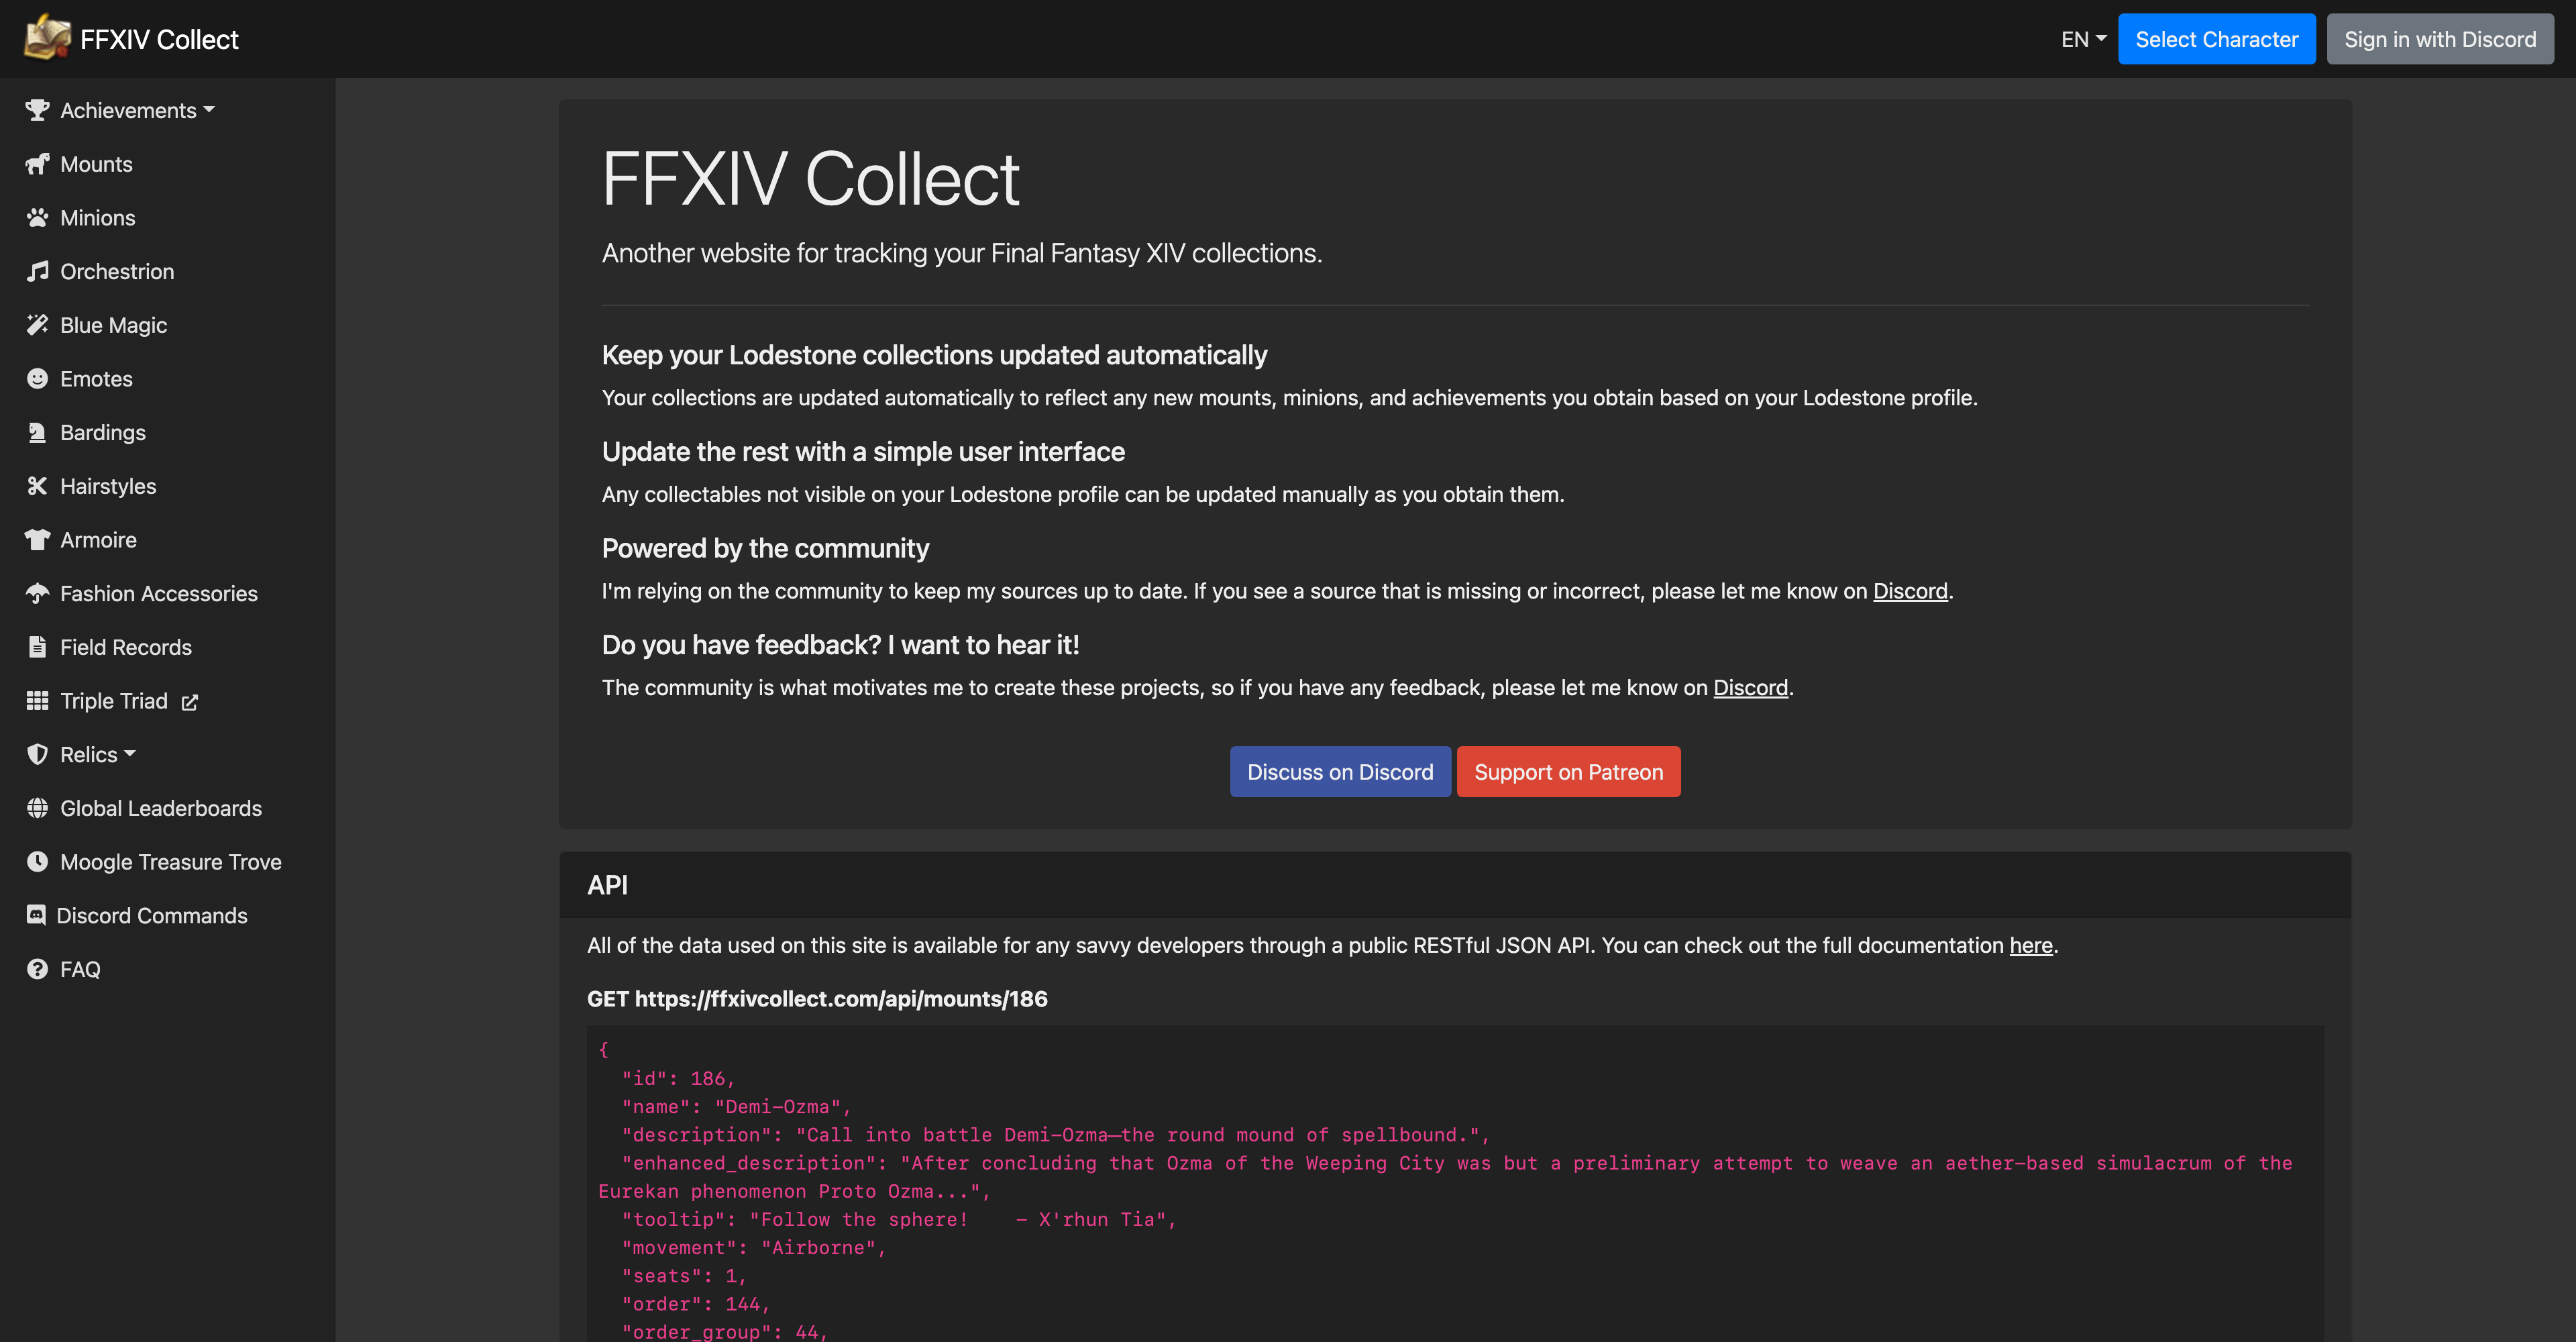 FFXIV Collect
EN
Select Character
Sign in with Discord
Achievements
Mounts
Minions
Orchestrion
Blue Magic
Emotes
Bardings
Hairstyles
Armoire
Fashion Accessories
Field Records
Triple Triad
Relics
Global Leaderboards
Moogle Treasure Trove
Discord Commands
FAQ
FFXIV Collect
Another website for tracking your Final Fantasy XIV collections.
Keep your Lodestone collections updated automatically
Your collections are updated automatically to reflect any new mounts, minions, and achievements you obtain based on your Lodestone profile.
Update the rest with a simple user interface
Any collectables not visible on your Lodestone profile can be updated manually as you obtain them.
Powered by the community
I'm relying on the community to keep my sources up to date. If you see a source that is missing or incorrect, please let me know on Discord.
Do you have feedback? I want to hear it!
The community is what motivates me to create these projects, so if you have any feedback, please let me know on Discord.
Discuss on Discord
Support on Patreon
API
All of the data used on this site is available for any savvy developers through a public RESTful JSON API. You can check out the full documentation here.
GET https://ffxivcollect.com/api/mounts/186
{
"id": 186,
"name": "Demi-Ozma",
"description": "Call into battle Demi-Ozma—the round mound of spellbound.",
"enhanced_description": "After concluding that Ozma of the Weeping City was but a preliminary attempt to weave an aether-based simulacrum of the
Eurekan phenomenon Proto Ozma...",
"tooltip": "Follow the sphere!    - X'rhun Tia",
"movement": "Airborne",
"seats": 1,
"order": 144,
"order_group": 44,